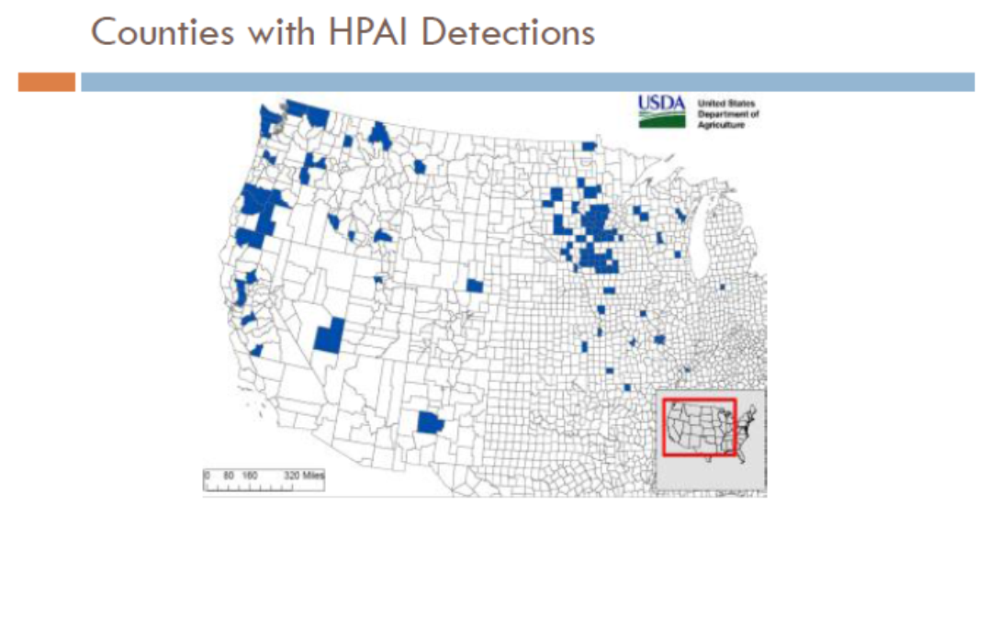 Counties with HPAI Detections
USDA
United States
Department of
Agriculture
0 80 160 320 Miles